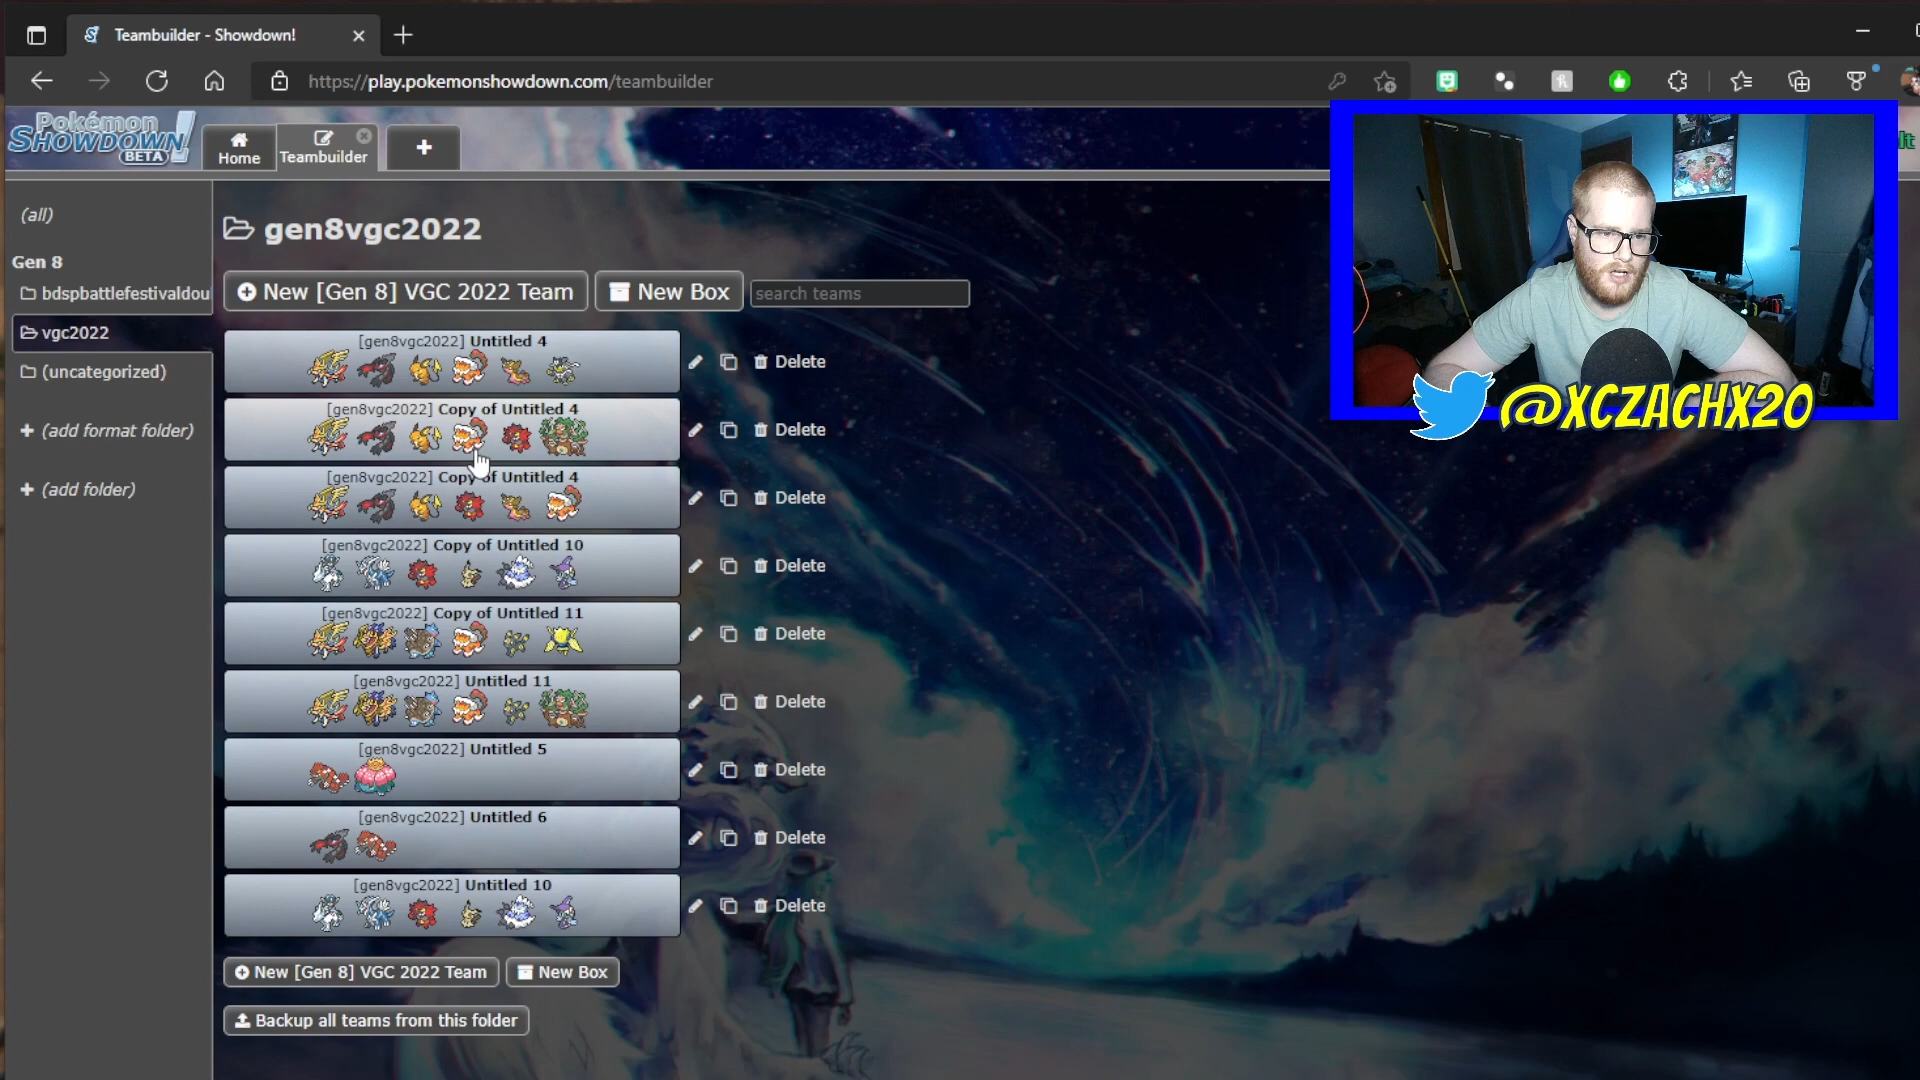 Teambuilder - Showdown!
https://play.pokemonshowdown.com/teambuilder
Pokémon
SHOWDOWN!
BETA
Home
Teambuilder
(all)
Gen 8
bdspbattlefestivaldou
vgc2022
(uncategorized)
(add format folder)
(add folder)
gen8vgc2022
New [Gen 8] VGC 2022 Team
New Box
search teams
[gen8vgc2022] Untitled 4
Delete
[gen8vgc2022] Copy of Untitled 4
Delete
[gen8vgc2022] Copy of Untitled 4
Delete
[gen8vgc2022] Copy of Untitled 10
Delete
[gen8vgc2022] Copy of Untitled 11
Delete
[gen8vgc2022] Untitled 11
Delete
[gen8vgc2022] Untitled 5
Delete
[gen8vgc2022] Untitled 6
Delete
[gen8vgc2022] Untitled 10
Delete
New [Gen 8] VGC 2022 Team
New Box
Backup all teams from this folder
@XCZACHX20